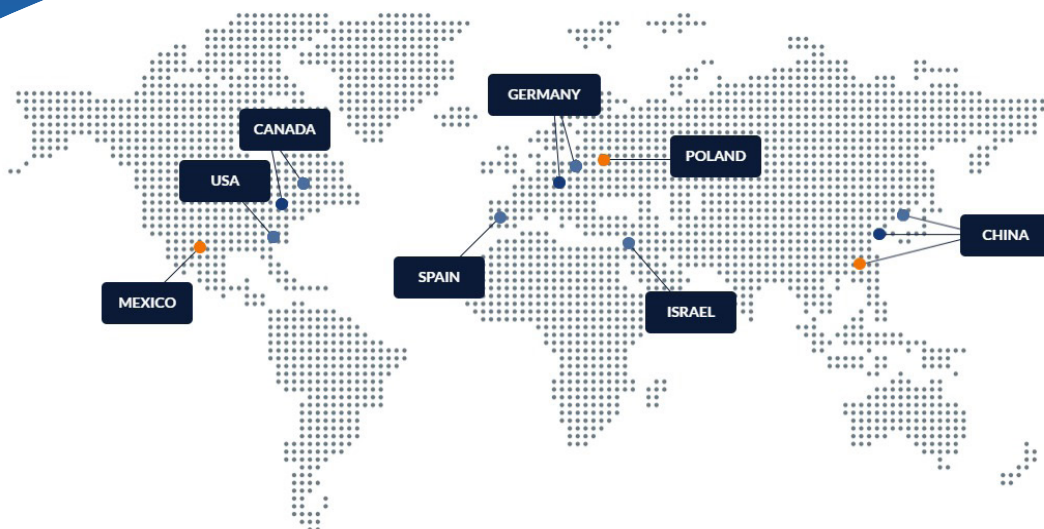 GERMANY
CANADA
POLAND
USA
CHINA
SPAIN
MEXICO
ISRAEL